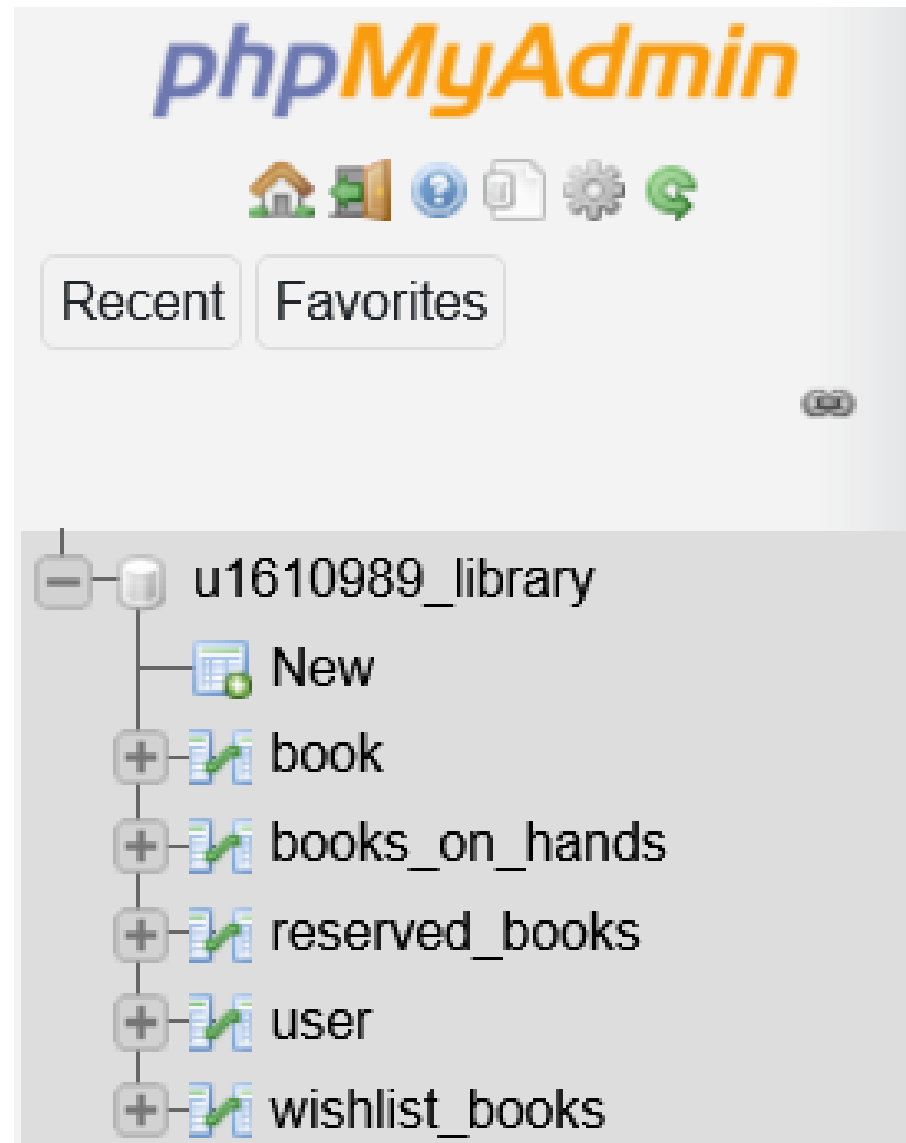 phpMyAdmin
Recent Favorites
u1610989_library
New
book
books_on_hands
reserved_books
user
wishlist_books